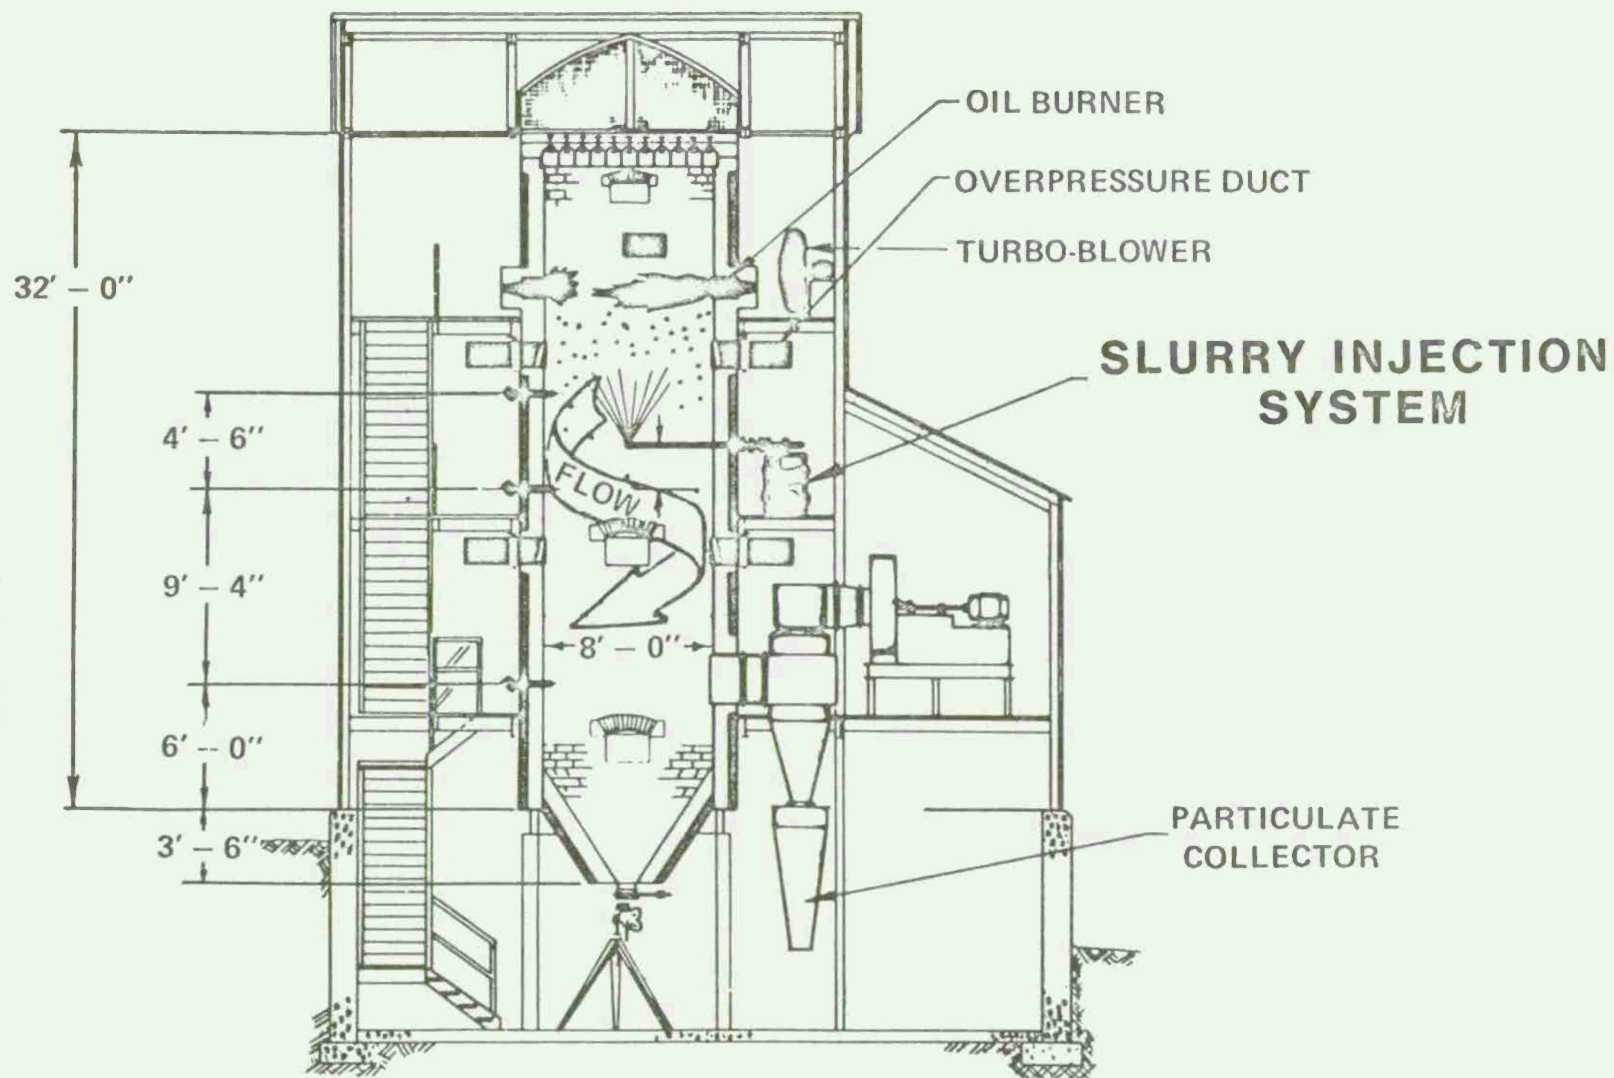 OIL BURNER
OVERPRESSURE DUCT
TURBO-BLOWER
32' – 0"
SLURRY INJECTION
SYSTEM
4' – 6"
FLOW
9' – 4"
8' – 0"
6' – 0"
3' – 6"
PARTICULATE
COLLECTOR